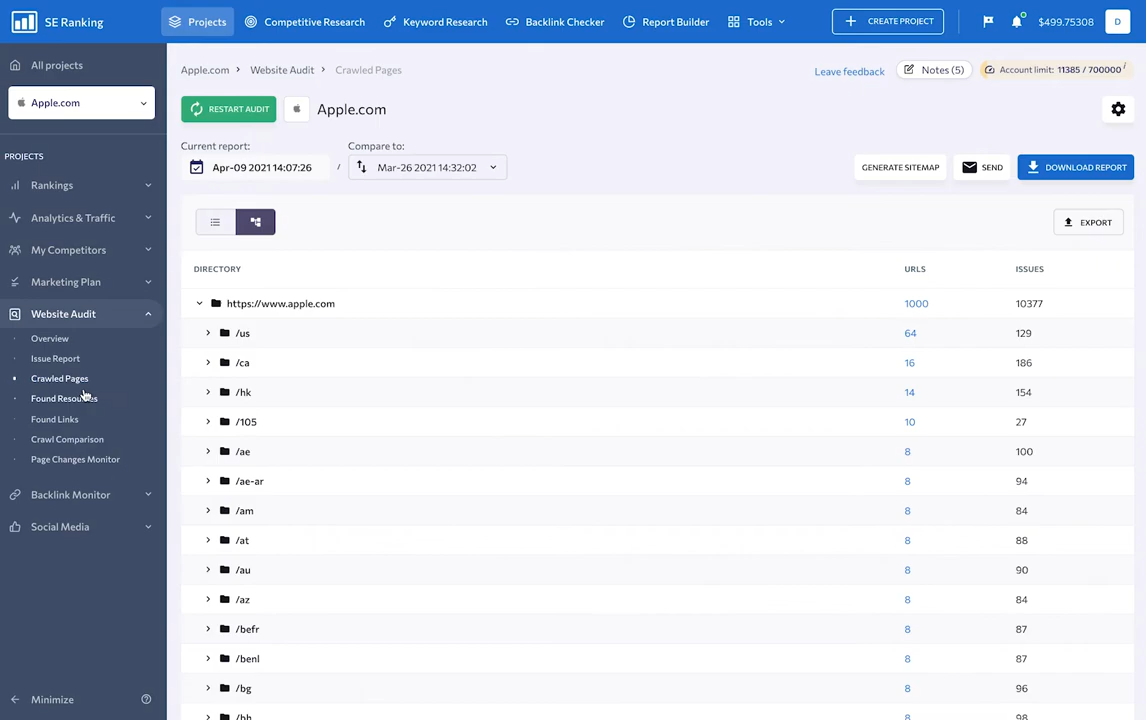 SE Ranking
Projects
Competitive Research
Keyword Research
Backlink Checker
Report Builder
Tools
CREATE PROJECT
$499.75308
D
All projects
Apple.com
PROJECTS
Rankings
Analytics & Traffic
My Competitors
Marketing Plan
Website Audit
Overview
Issue Report
Crawled Pages
Found Resources
Found Links
Crawl Comparison
Page Changes Monitor
Backlink Monitor
Social Media
Minimize
Apple.com > Website Audit > Crawled Pages
Leave feedback
Notes (5)
Account limit: 11385 / 700000
RESTART AUDIT
Apple.com
Current report:
Compare to:
Apr-09 2021 14:07:26 / Mar-26 2021 14:32:02
GENERATE SITEMAP
SEND
DOWNLOAD REPORT
EXPORT
DIRECTORY URLS ISSUES
https://www.apple.com 1000 10377
/us 64 129
/ca 16 186
/hk 14 154
/105 10 27
/ae 8 100
/ae-ar 8 94
/am 8 84
/at 8 88
/au 8 90
/az 8 84
/befr 8 87
/benl 8 87
/bg 8 96
/bh 8 98